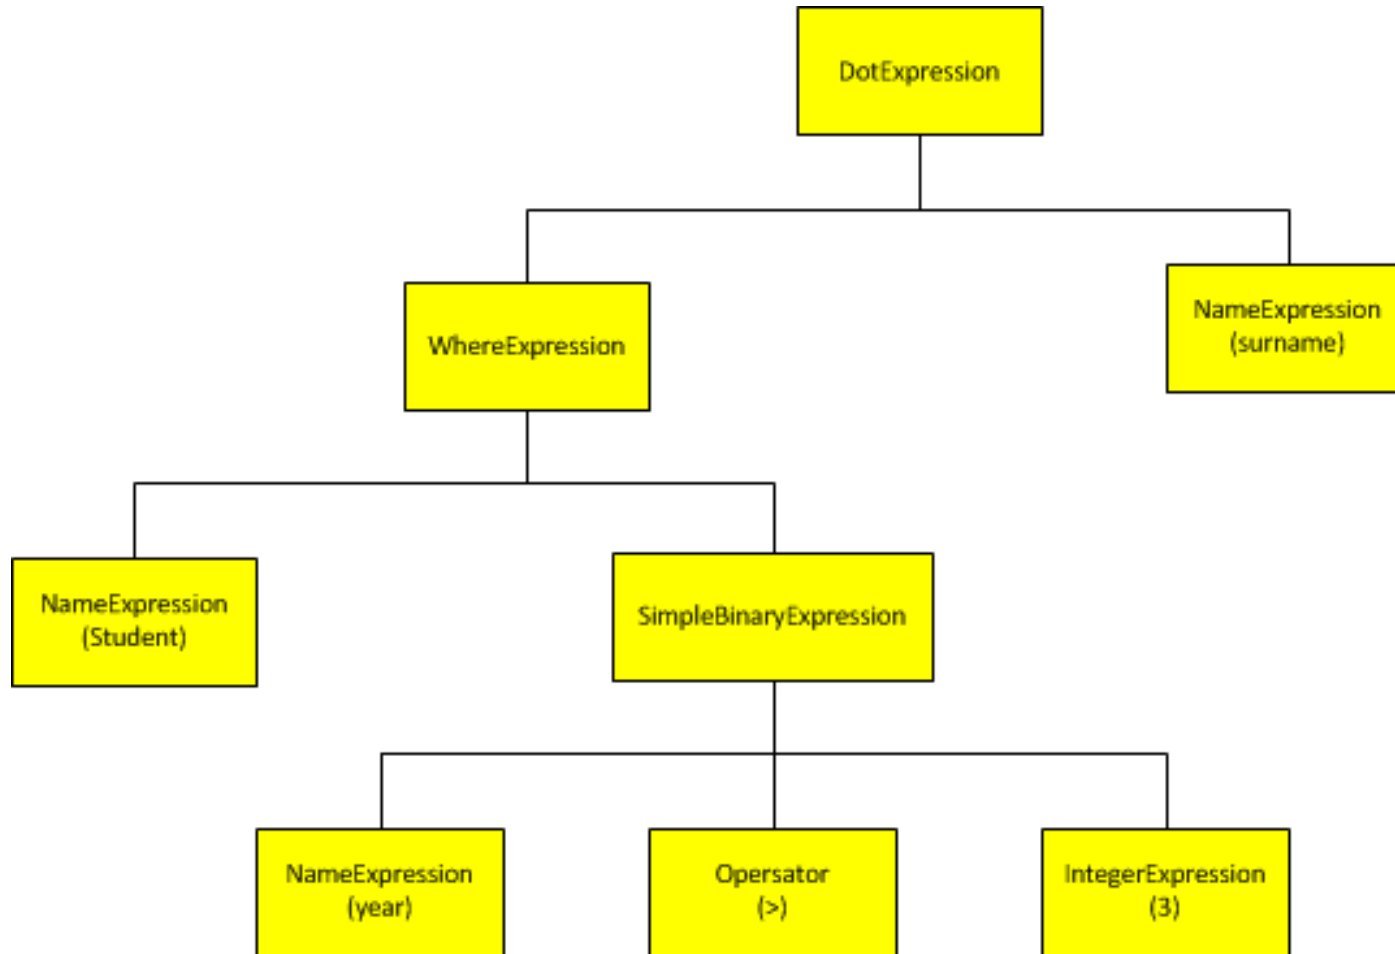 DotExpression
WhereExpression
NameExpression
(surname)
NameExpression
(Student)
SimpleBinaryExpression
NameExpression
(year)
Opersator
(>)
IntegerExpression
(3)